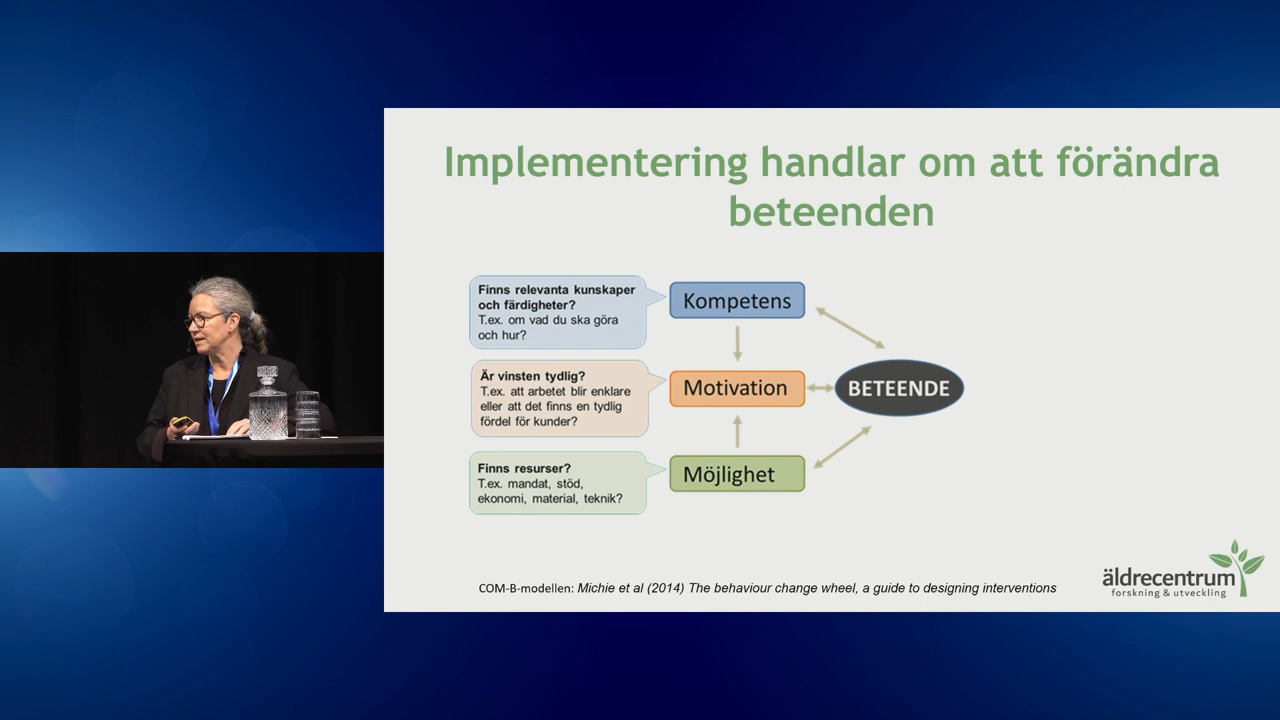 Implementering handlar om att förändra
beteenden
Finns relevanta kunskaper
och färdigheter?
T.ex. om vad du ska göra
och hur?
Kompetens
Är vinsten tydlig?
T.ex. att arbetet blir enklare
eller att det finns en tydlig
fördel för kunder?
Motivation
BETEENDE
Finns resurser?
T.ex. mandat, stöd,
ekonomi, material, teknik?
Möjlighet
COM-B-modellen: Michie et al (2014) The behaviour change wheel, a guide to designing interventions
äldrecentrum
forskning & utveckling